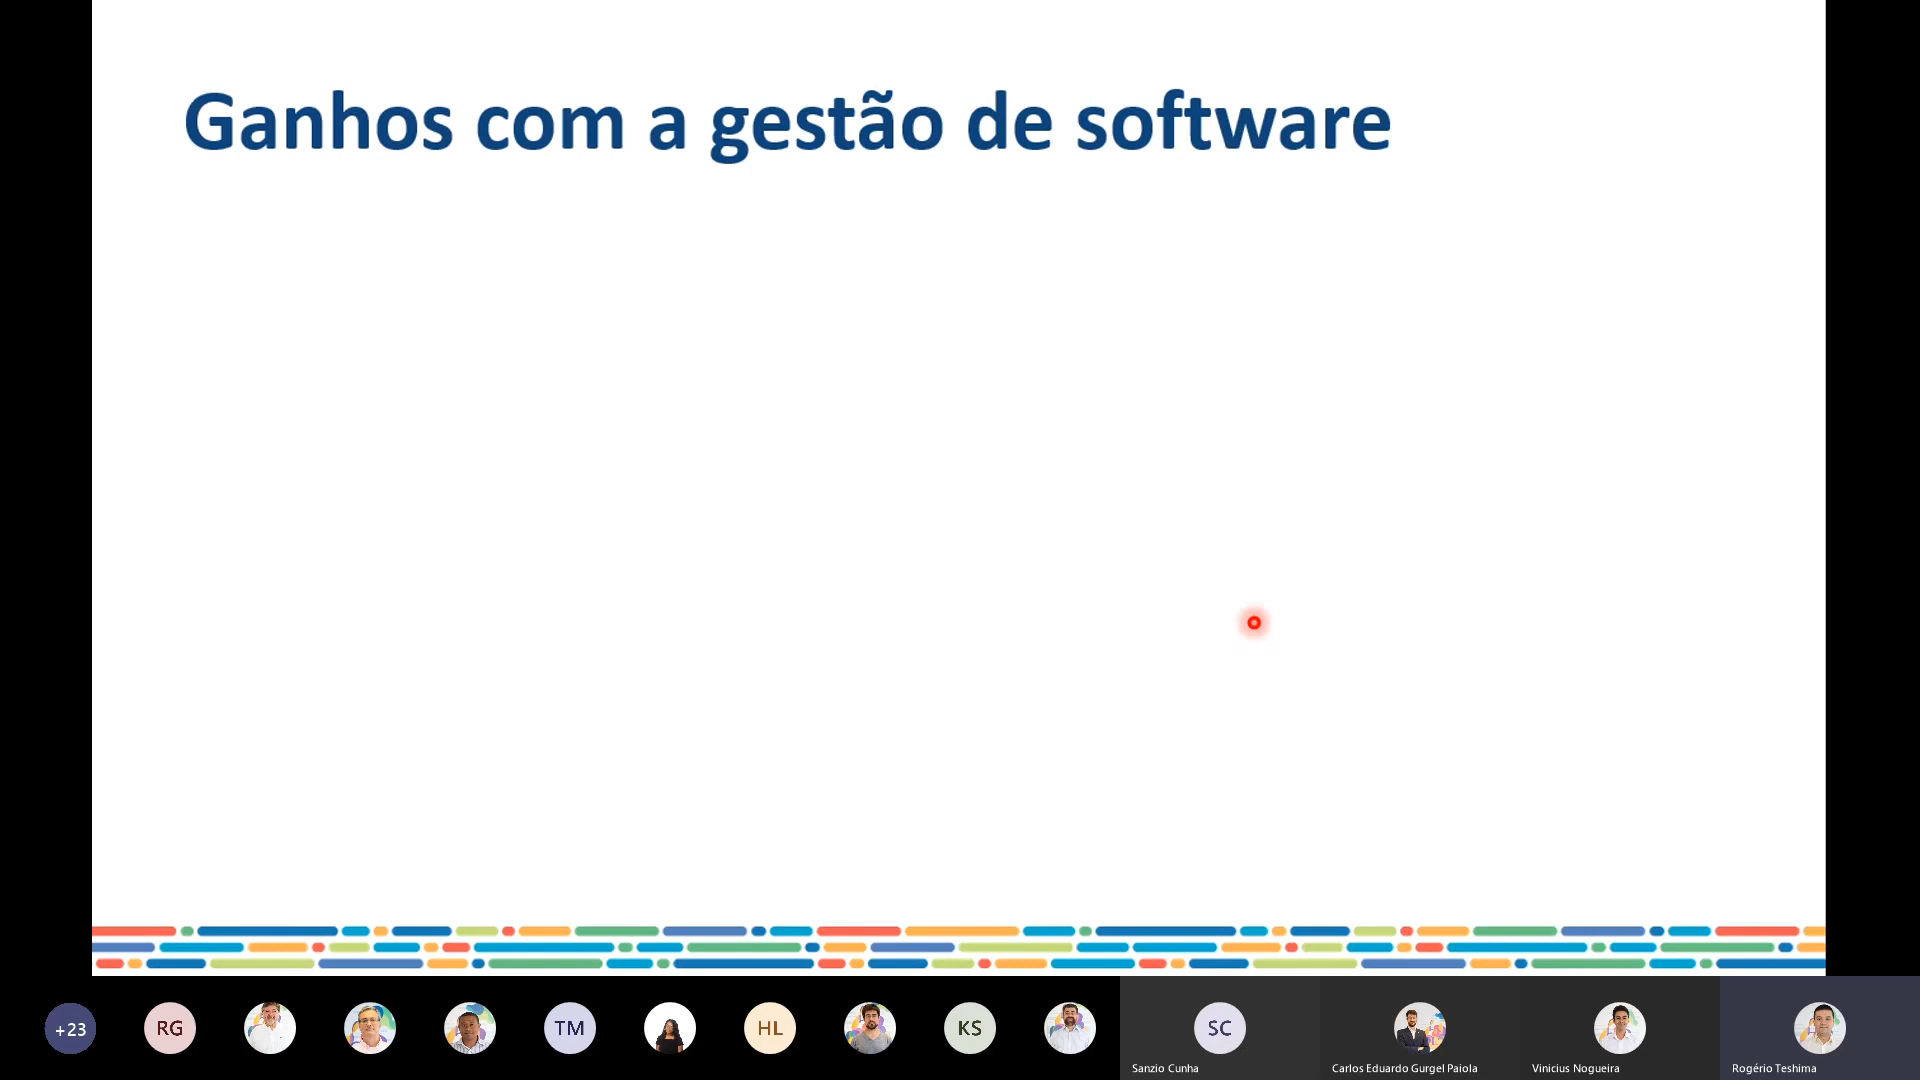 Ganhos com a gestão de software
+23
RG
TM
HL
KS
SC
Sanzio Cunha
Carlos Eduardo Gurgel Paiola
Vinicius Nogueira
Rogério Teshima